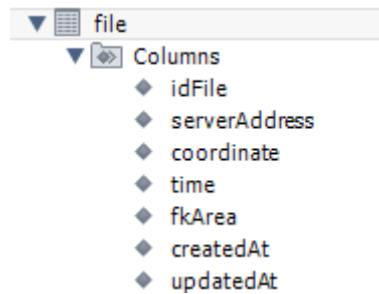 file
Columns
idFile
serverAddress
coordinate
time
fkArea
createdAt
updatedAt